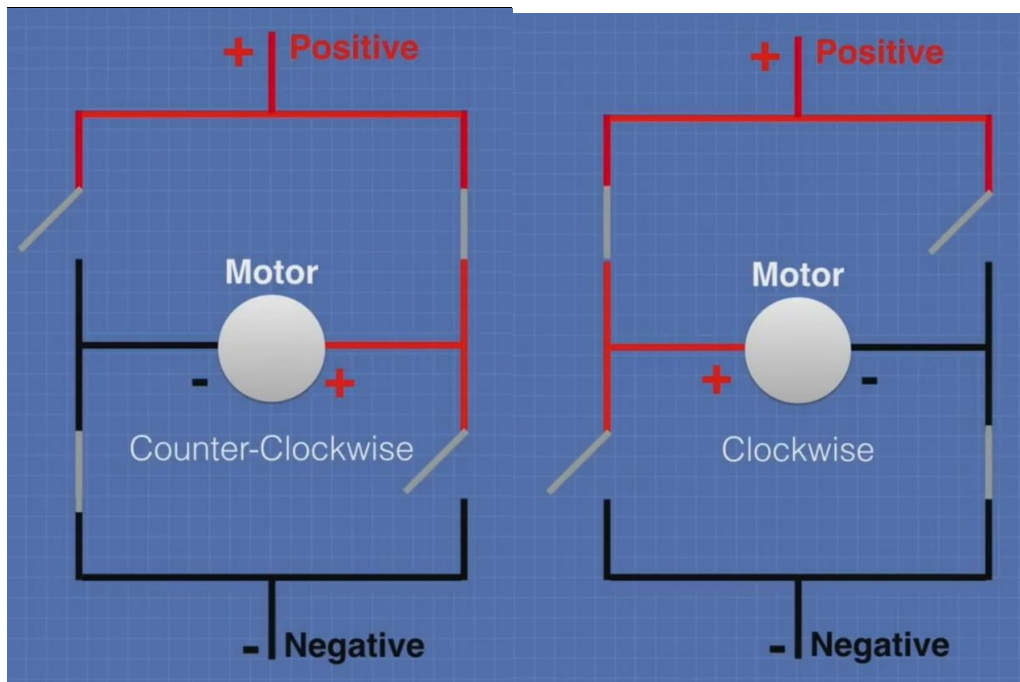 + Positive
Motor
- +
Counter-Clockwise
- Negative
+ Positive
Motor
+ -
Clockwise
- Negative